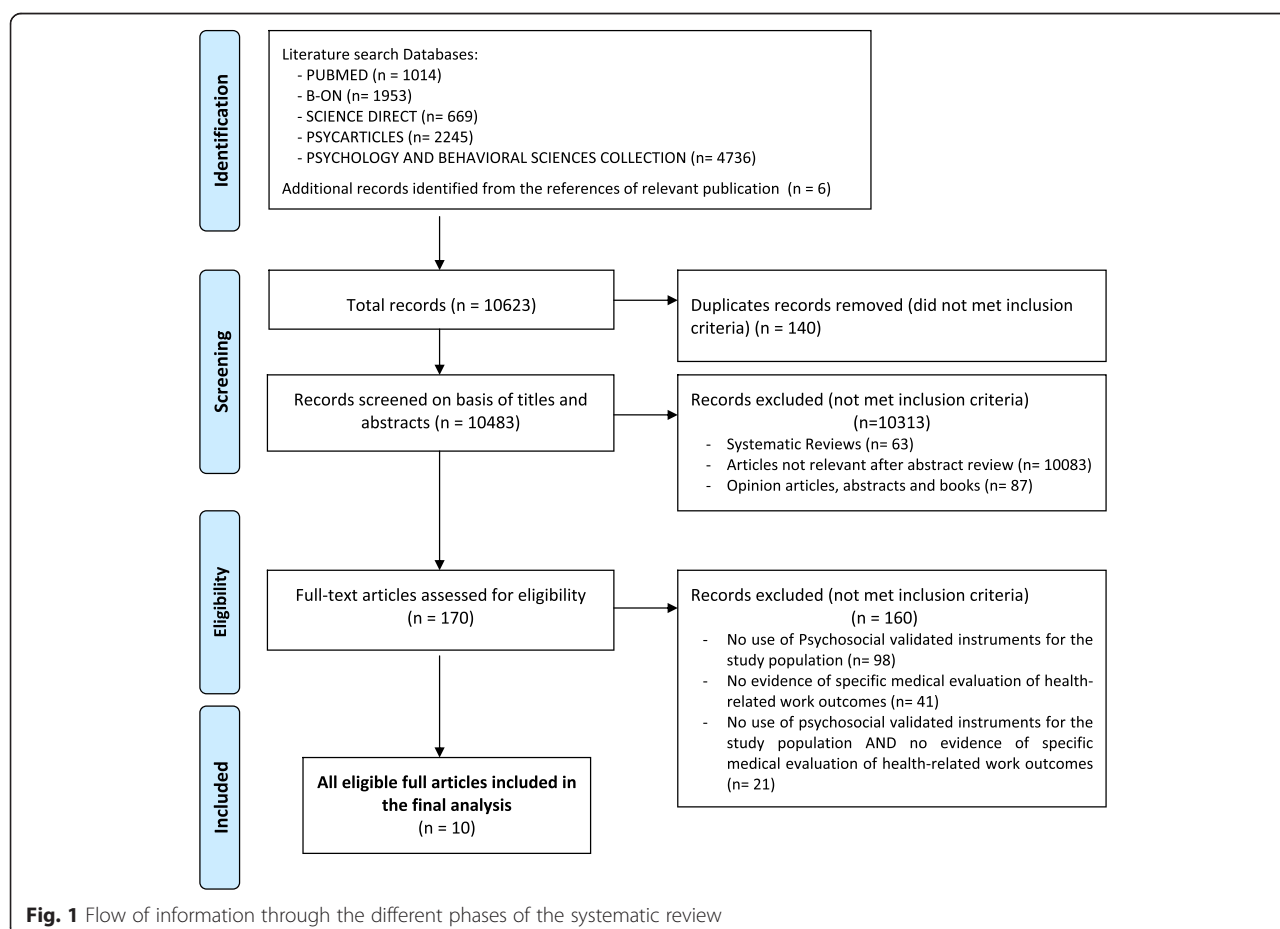 Identification
Literature search Databases:
- PUBMED (n = 1014)
- B-ON (n= 1953)
- SCIENCE DIRECT (n= 669)
- PSYCARTICLES (n= 2245)
- PSYCHOLOGY AND BEHAVIORAL SCIENCES COLLECTION (n= 4736)
Additional records identified from the references of relevant publication (n = 6)
Screening
Total records (n = 10623)
Duplicates records removed (did not met inclusion
criteria) (n = 140)
Records screened on basis of titles and
abstracts (n = 10483)
Records excluded (not met inclusion criteria)
(n=10313)
- Systematic Reviews (n= 63)
- Articles not relevant after abstract review (n= 10083)
- Opinion articles, abstracts and books (n= 87)
Eligibility
Full-text articles assessed for eligibility
(n = 170)
Records excluded (not met inclusion criteria)
(n = 160)
- No use of Psychosocial validated instruments for the
study population (n= 98)
- No evidence of specific medical evaluation of health-
related work outcomes (n= 41)
- No use of psychosocial validated instruments for the
study population AND no evidence of specific
medical evaluation of health-related work outcomes
(n= 21)
Included
All eligible full articles included in
the final analysis
(n = 10)
Fig. 1 Flow of information through the different phases of the systematic review